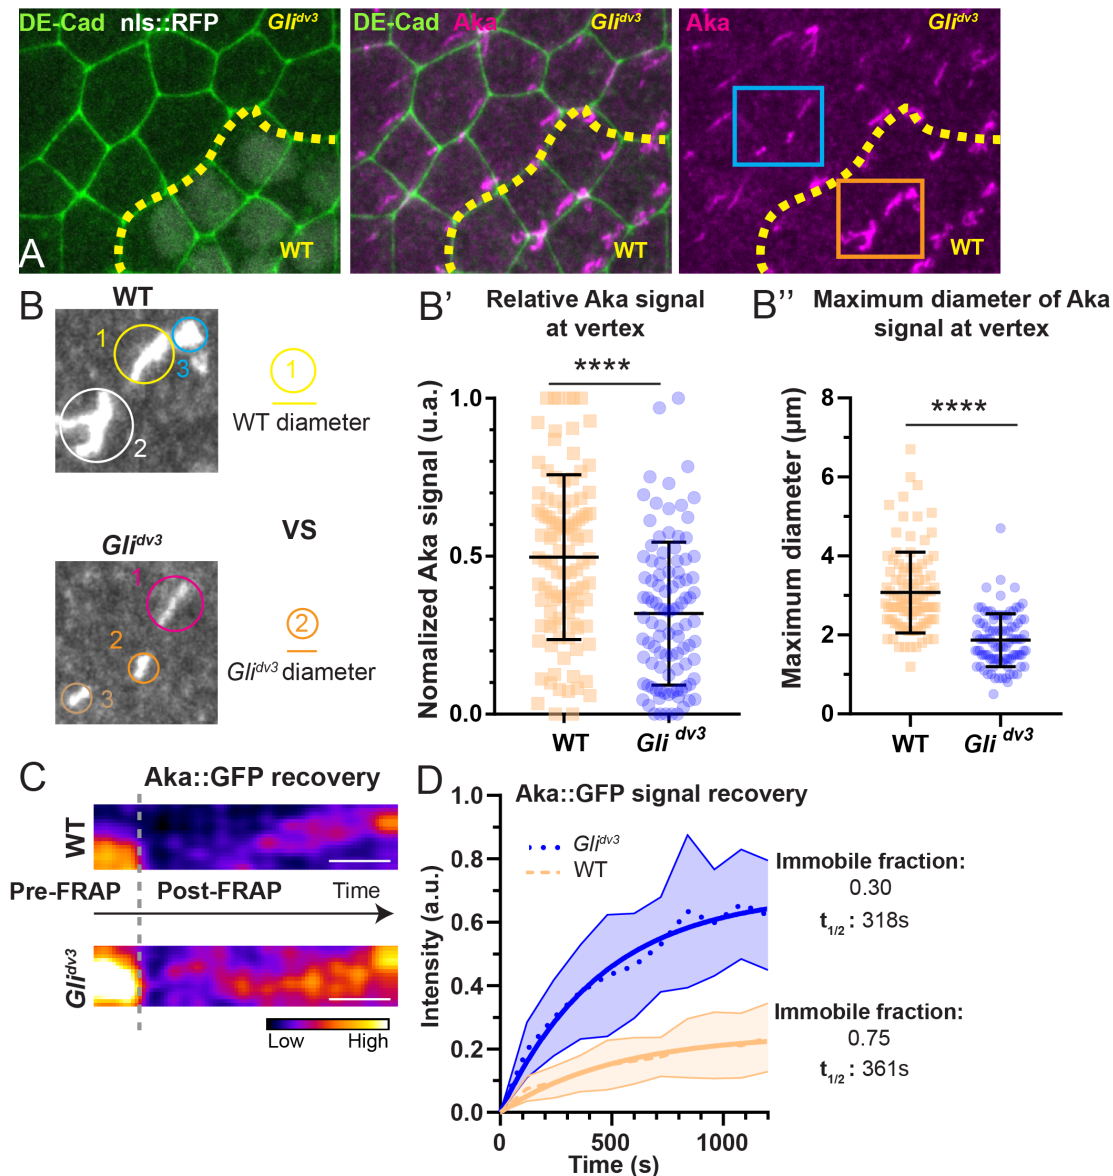 DE-Cad nls::RFP Gli^dv3
WT
A
DE-Cad Aka Gli^dv3
WT
Aka Gli^dv3
WT
B
WT
1
2
3
1
WT diameter
VS
Gli^dv3
1
2
3
2
Gli^dv3 diameter
B'
Relative Aka signal
at vertex
****
Nomalized Aka signal (u.a.)
1.0
0.5
0.0
WT
Gli^dv3
B''
Maximum diameter of Aka
signal at vertex
****
Maximum diameter (µm)
8
6
4
2
0
WT
Gli^dv3
C
Aka::GFP recovery
WT
Pre-FRAP
Post-FRAP
Time
Gli^dv3
Low
High
D
Aka::GFP signal recovery
Gli^dv3
WT
Intensity (a.u.)
1.0
0.8
0.6
0.4
0.2
0.0
0
500
1000
Time (s)
Immobile fraction:
0.30
t1/2 : 318s
Immobile fraction:
0.75
t1/2 : 361s